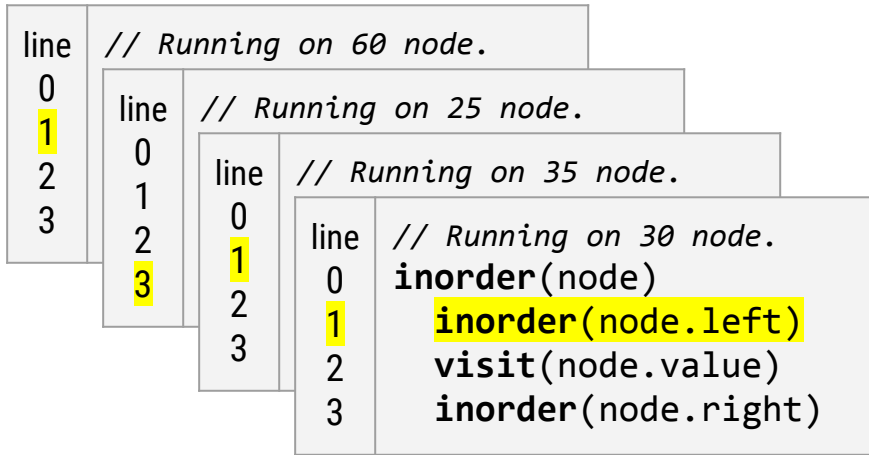 line // Running on 60 node.
0
1
2
3
line // Running on 25 node.
0
1
2
3
line // Running on 35 node.
0
1
2
3
line // Running on 30 node.
0 inorder(node)
1 inorder(node.left)
2 visit(node.value)
3 inorder(node.right)